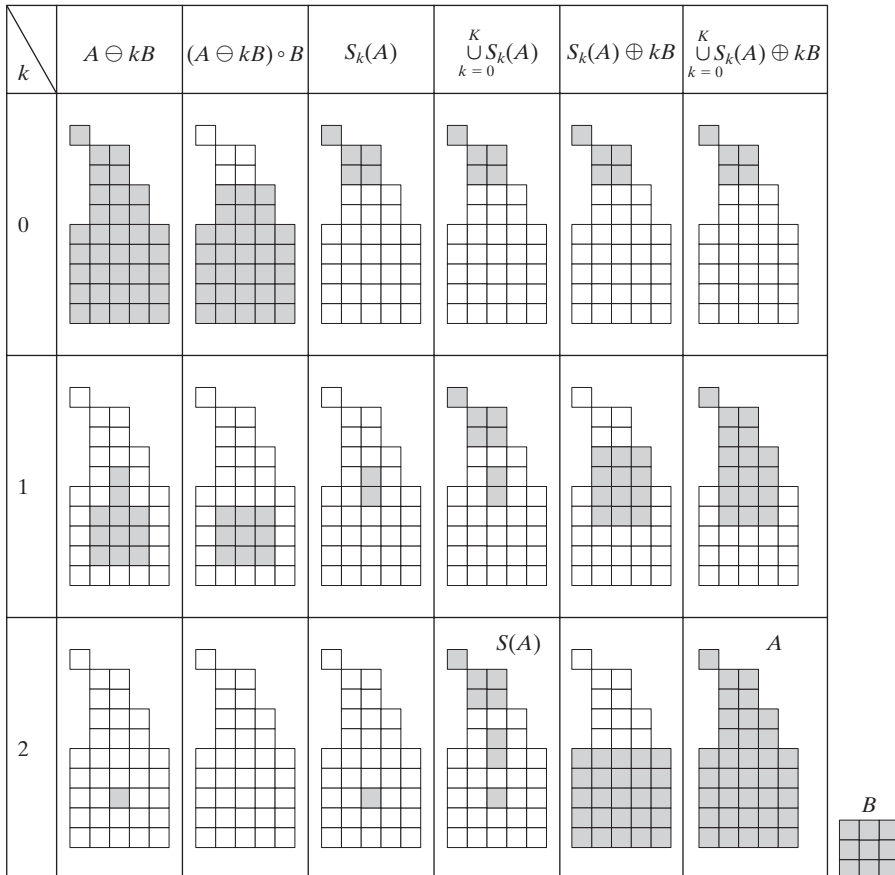 k
A ⊖ kB
(A ⊖ kB) ∘ B
S_k(A)
K ∪ k = 0 S_k(A)
S_k(A) ⊕ kB
K ∪ k = 0 S_k(A) ⊕ kB
0
1
2
S(A)
A
B